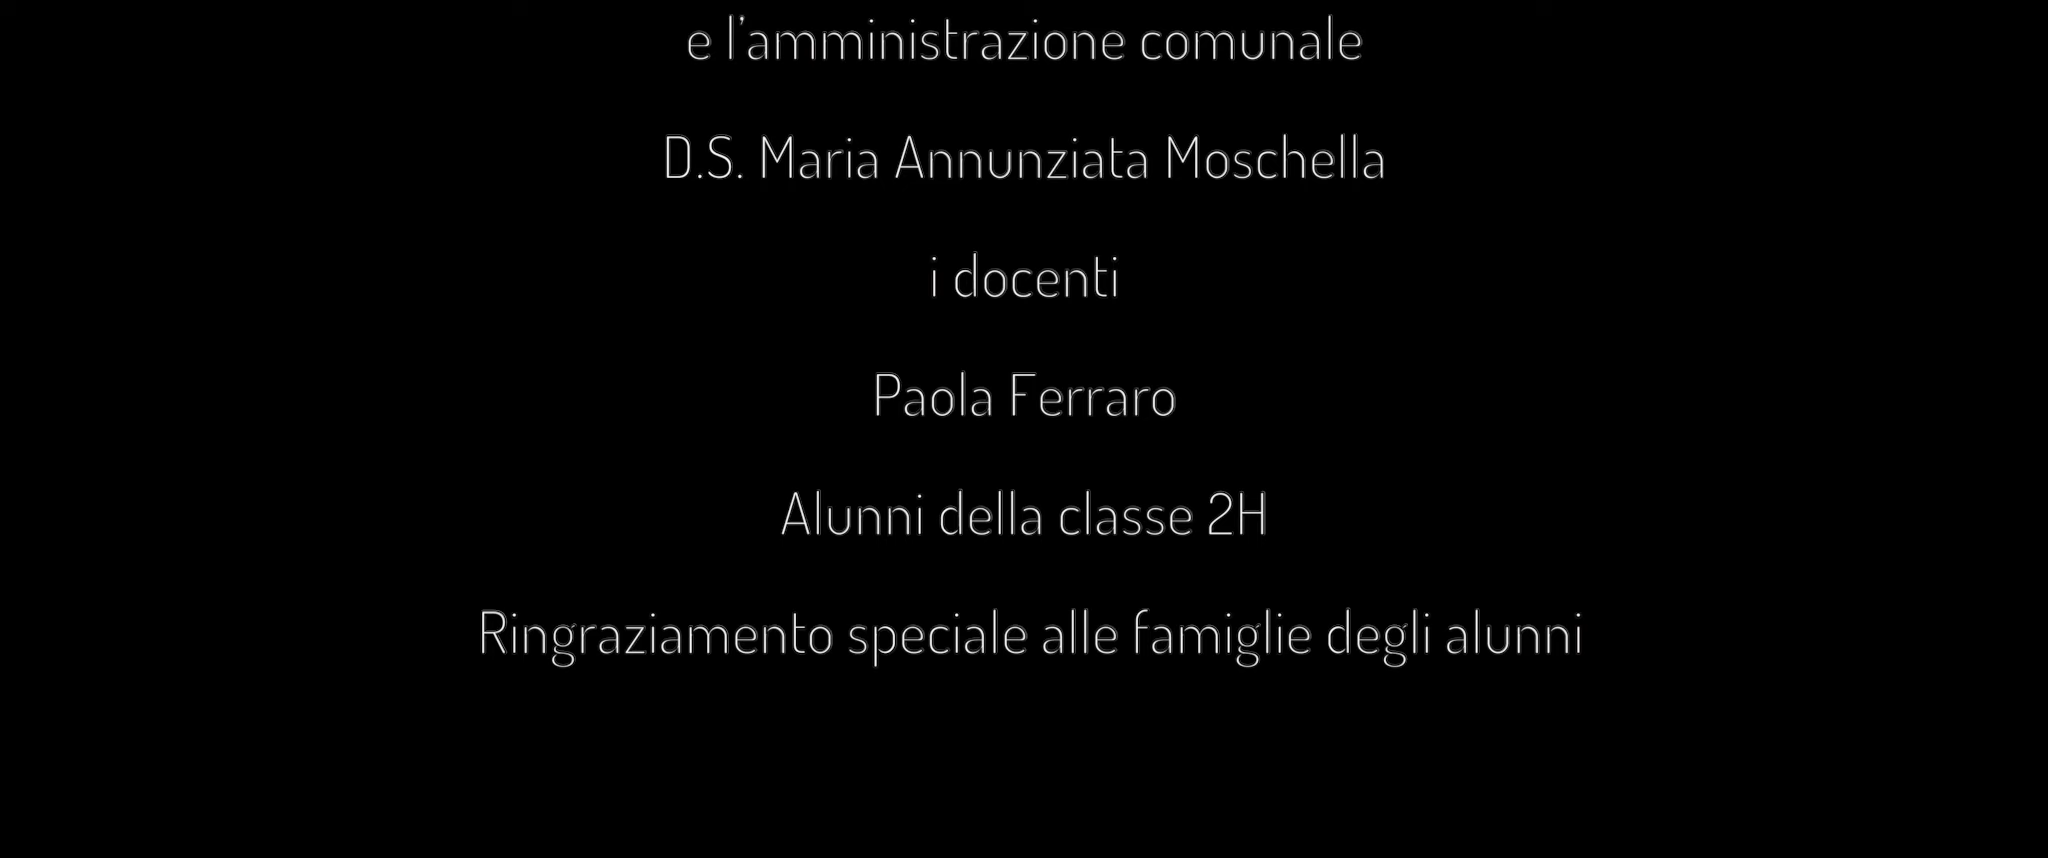 e l’amministrazione comunale
D.S. Maria Annunziata Moschella
i docenti
Paola Ferraro
Alunni della classe 2H
Ringraziamento speciale alle famiglie degli alunni